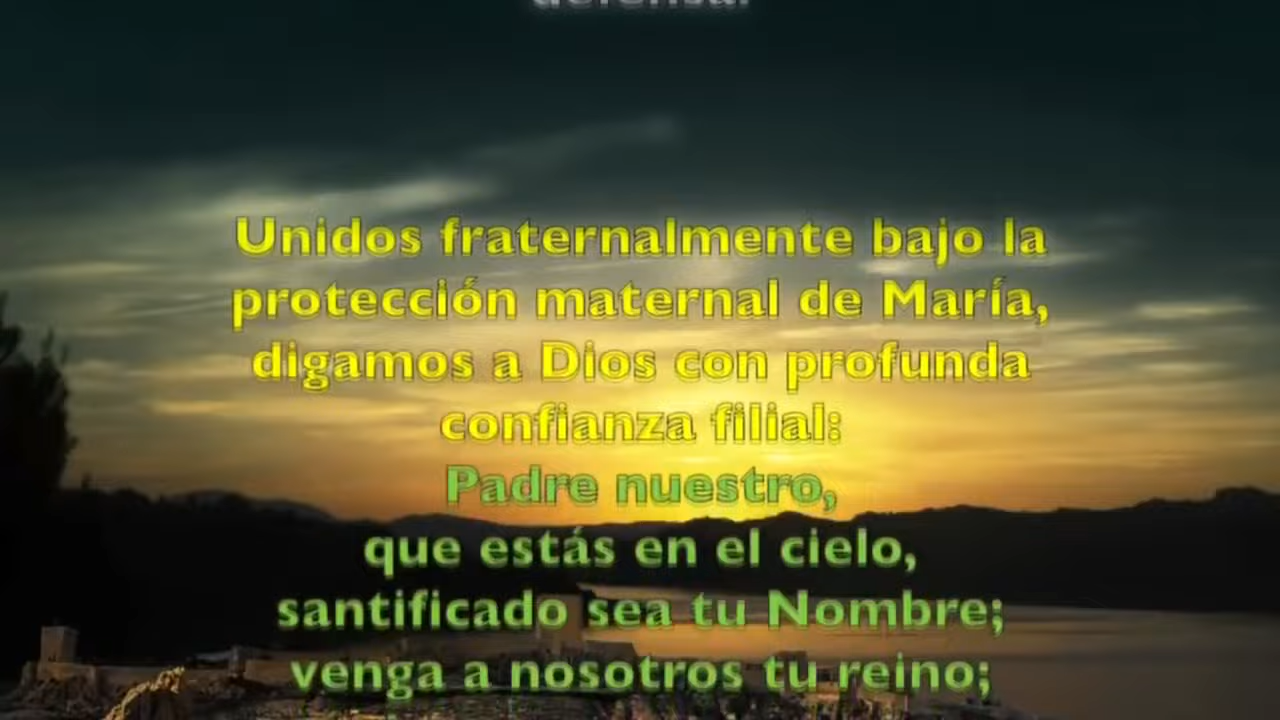 defensa.
Unidos fraternalmente bajo la
protección maternal de María,
digamos a Dios con profunda
confianza filial:
Padre nuestro,
que estás en el cielo,
santificado sea tu Nombre;
venga a nosotros tu reino;